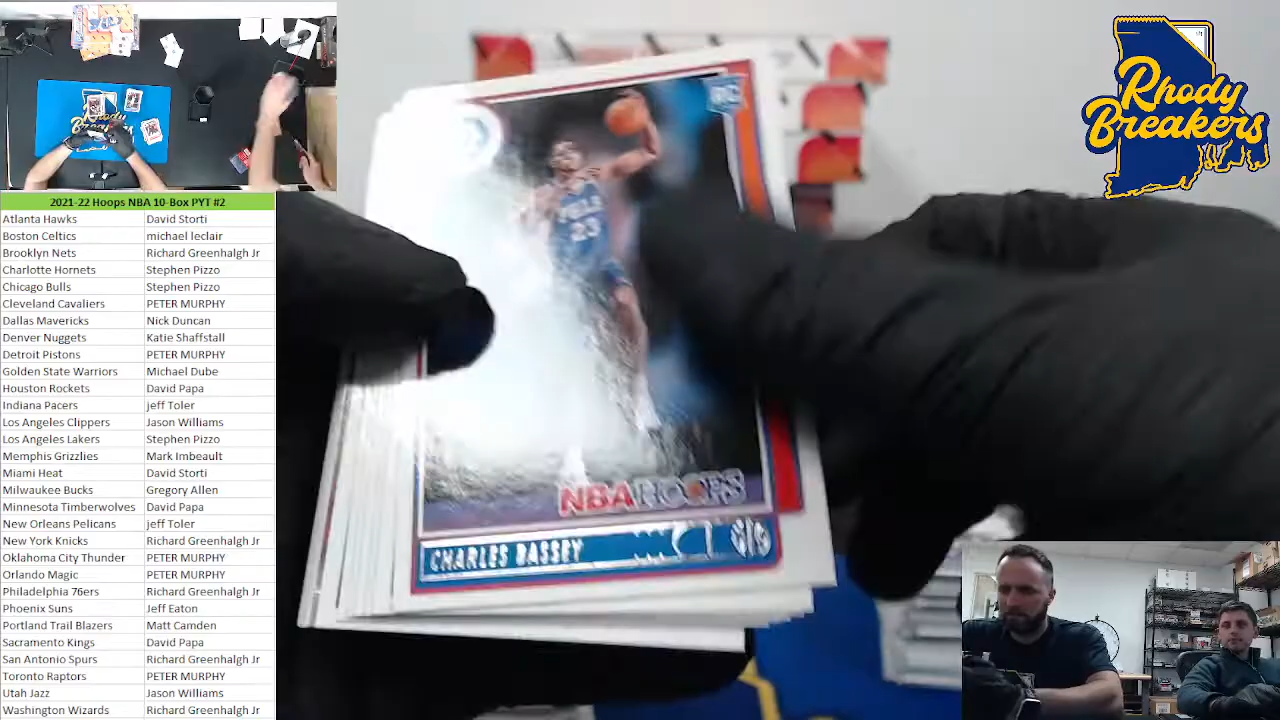 Rhody
Breakers
2021-22 Hoops NBA 10-Box PYT #2
Atlanta Hawks David Storti
Boston Celtics michael leclair
Brooklyn Nets Richard Greenhalgh Jr
Charlotte Hornets Stephen Pizzo
Chicago Bulls Stephen Pizzo
Cleveland Cavaliers PETER MURPHY
Dallas Mavericks Nick Duncan
Denver Nuggets Katie Shaffstall
Detroit Pistons PETER MURPHY
Golden State Warriors Michael Dube
Houston Rockets David Papa
Indiana Pacers jeff Toler
Los Angeles Clippers Jason Williams
Los Angeles Lakers Stephen Pizzo
Memphis Grizzlies Mark Imbeault
Miami Heat David Storti
Milwaukee Bucks Gregory Allen
Minnesota Timberwolves David Papa
New Orleans Pelicans jeff Toler
New York Knicks Richard Greenhalgh Jr
Oklahoma City Thunder PETER MURPHY
Orlando Magic PETER MURPHY
Philadelphia 76ers Richard Greenhalgh Jr
Phoenix Suns Jeff Eaton
Portland Trail Blazers Matt Camden
Sacramento Kings David Papa
San Antonio Spurs Richard Greenhalgh Jr
Toronto Raptors PETER MURPHY
Utah Jazz Jason Williams
Washington Wizards Richard Greenhalgh Jr
RC
23
NBA HOOPS
CHARLES BASSEY